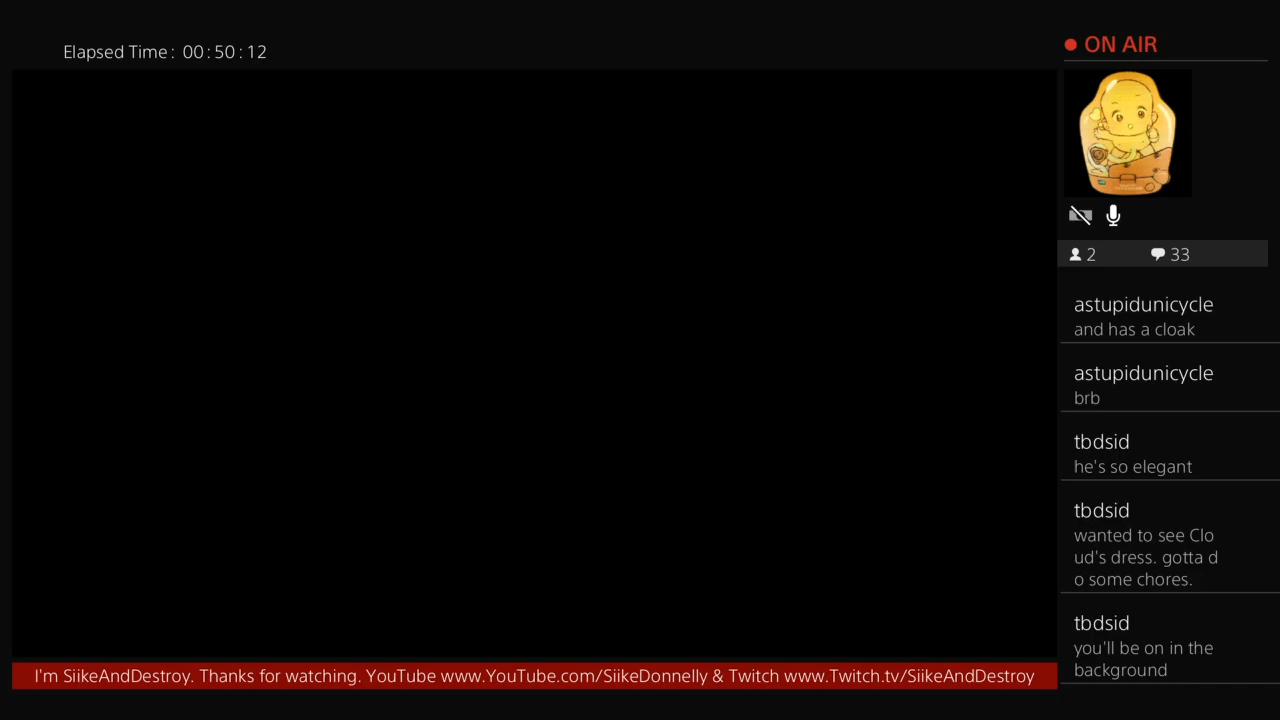 Elapsed Time: 00:50:12
ON AIR
2
33
astupidunicycle
and has a cloak
astupidunicycle
brb
tbdsid
he's so elegant
tbdsid
wanted to see Clo
ud's dress. gotta d
o some chores.
tbdsid
you'll be on in the
background
I'm SiikeAndDestroy. Thanks for watching. YouTube www.YouTube.com/SiikeDonnelly & Twitch www.Twitch.tv/SiikeAndDestroy